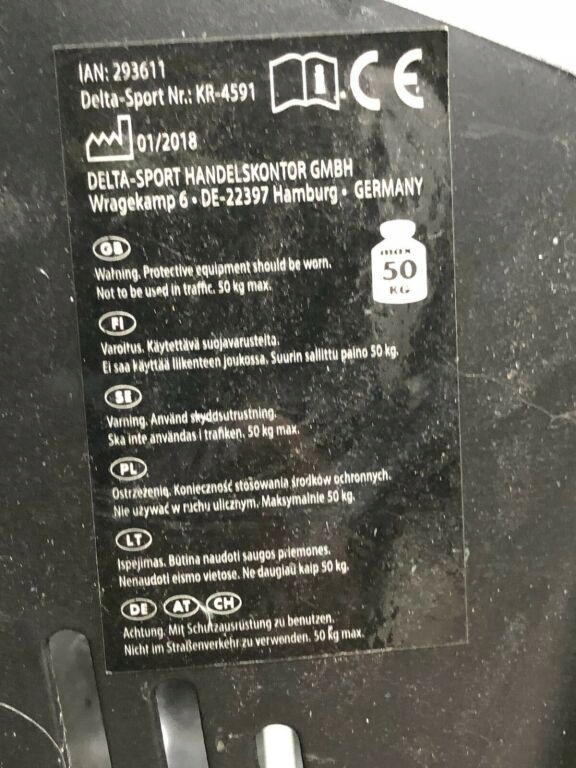 IAN: 293611
Delta-Sport Nr.: KR-4591
CE
01/2018
DELTA-SPORT HANDELSKONTOR GMBH
Wragekamp 6 • DE-22397 Hamburg • GERMANY
max
50
KG
GB
Warning. Protective equipment should be worn.
Not to be used in traffic. 50 kg max.
FI
Varoitus. Käytettävä suojavarusteita.
Ei saa käyttää liikenteen joukossa. Suurin sallittu paino 50 kg.
SE
Varning. Använd skyddsutrustning.
Ska inte användas i trafiken. 50 kg max.
PL
Ostrzeżenie. Konieczność stosowania środków ochronnych.
Nie używać w ruchu ulicznym. Maksymalnie 50 kg.
LT
Įspėjimas. Būtina naudoti saugos priemones.
Nenaudoti eismo vietose. Ne daugiau kaip 50 kg.
DE AT CH
Achtung. Mit Schutzausrüstung zu benutzen.
Nicht im Straßenverkehr zu verwenden. 50 kg max.